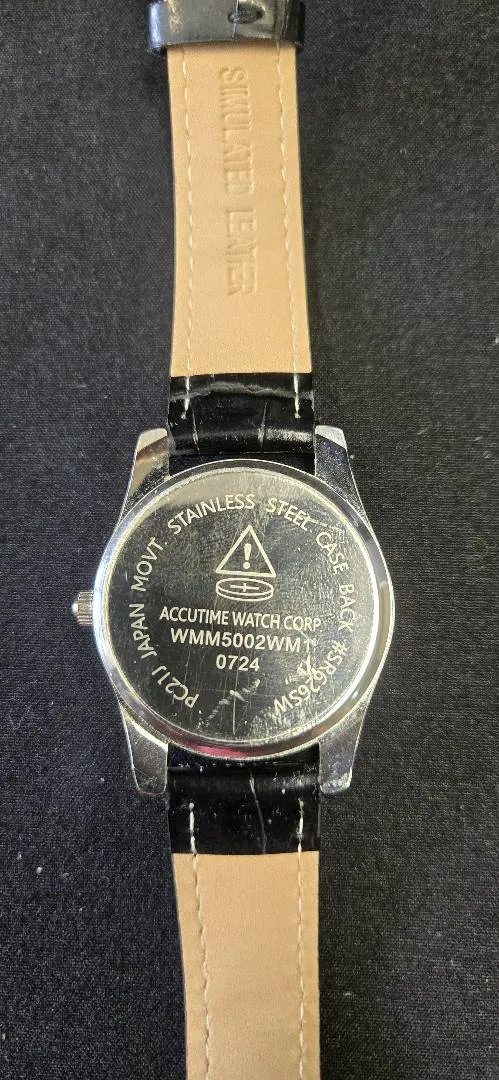 SIMULATED LEATHER
PC21J JAPAN MOVT. STAINLESS STEEL CASE BACK #SR626SW
ACCUTIME WATCH CORP
WMM5002WM1
0724